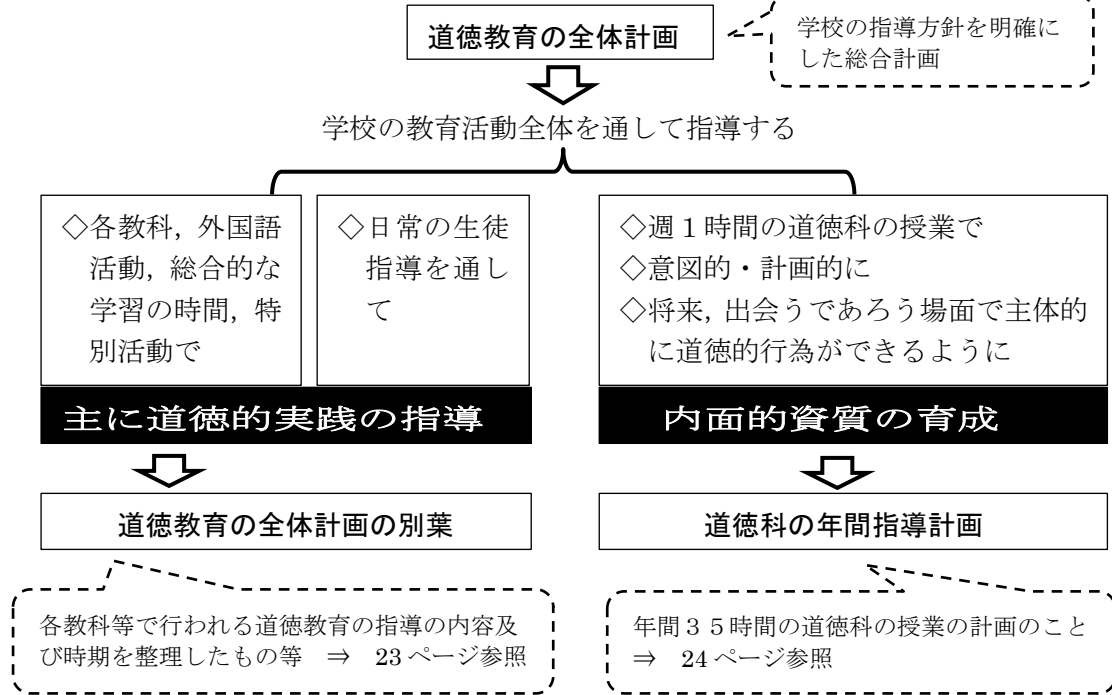 道徳教育の全体計画
学校の指導方針を明確に
した総合計画
学校の教育活動全体を通して指導する
◇各教科，外国語
活動，総合的な
学習の時間，特
別活動で
◇日常の生徒
指導を通し
て
主に道徳的実践の指導
◇週１時間の道徳科の授業で
◇意図的・計画的に
◇将来，出会うであろう場面で主体的
に道徳的行為ができるように
内面的資質の育成
道徳教育の全体計画の別葉
道徳科の年間指導計画
各教科等で行われる道徳教育の指導の内容及
び時期を整理したもの等　⇒　23 ページ参照
年間３５時間の道徳科の授業の計画のこと
⇒　24 ページ参照